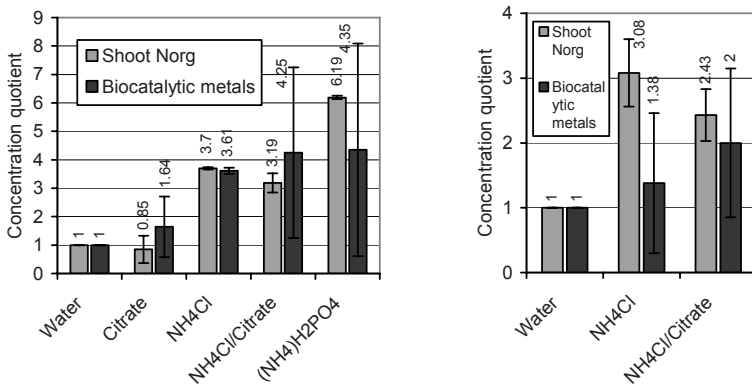 9
8
7
6
5
4
3
2
1
0
Concentration quotient
Shoot Norg
Biocatalytic metals
1
1
0.85
1.64
3.7
3.61
3.19
4.25
6.19
4.35
Water
Citrate
NH4Cl
NH4Cl/Citrate
(NH4)H2PO4
4
3
2
1
0
Concentration quotient
Shoot
Norg
Biocatal
ytic
metals
1
1
3.08
1.38
2.43
2
Water
NH4Cl
NH4Cl/Citrate